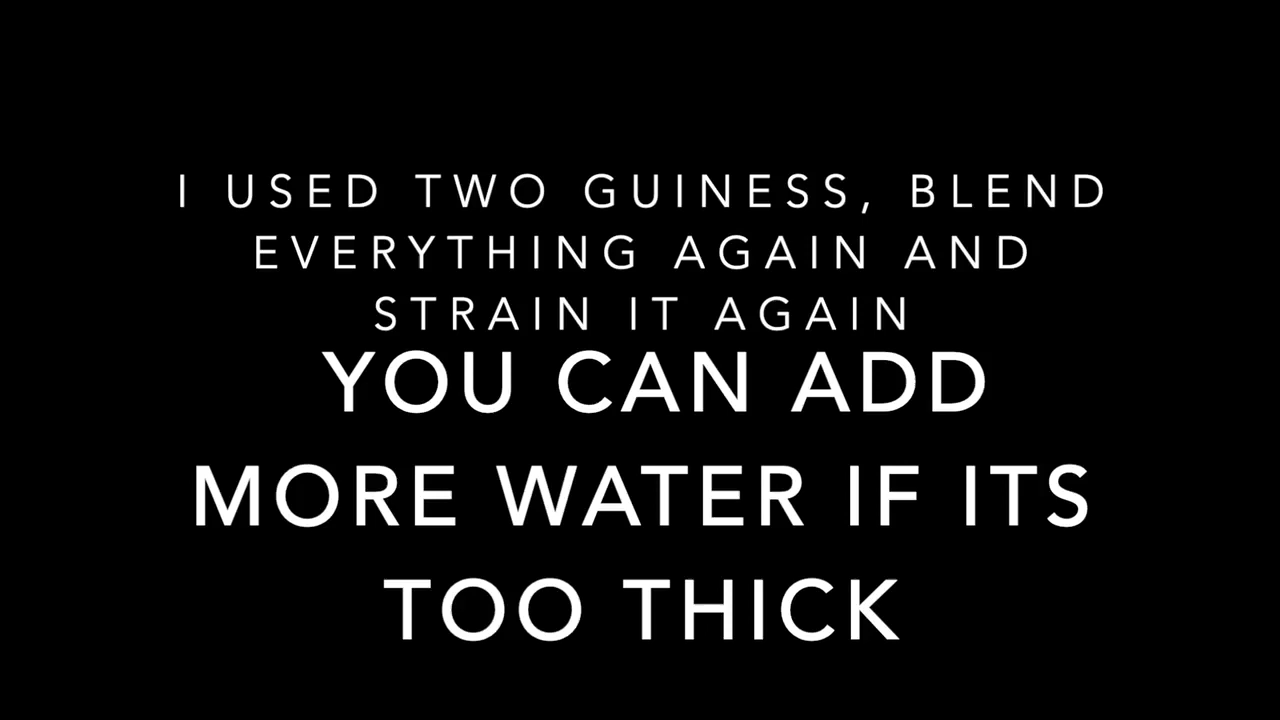 I USED TWO GUINESS, BLEND
EVERYTHING AGAIN AND
STRAIN IT AGAIN
YOU CAN ADD
MORE WATER IF ITS
TOO THICK